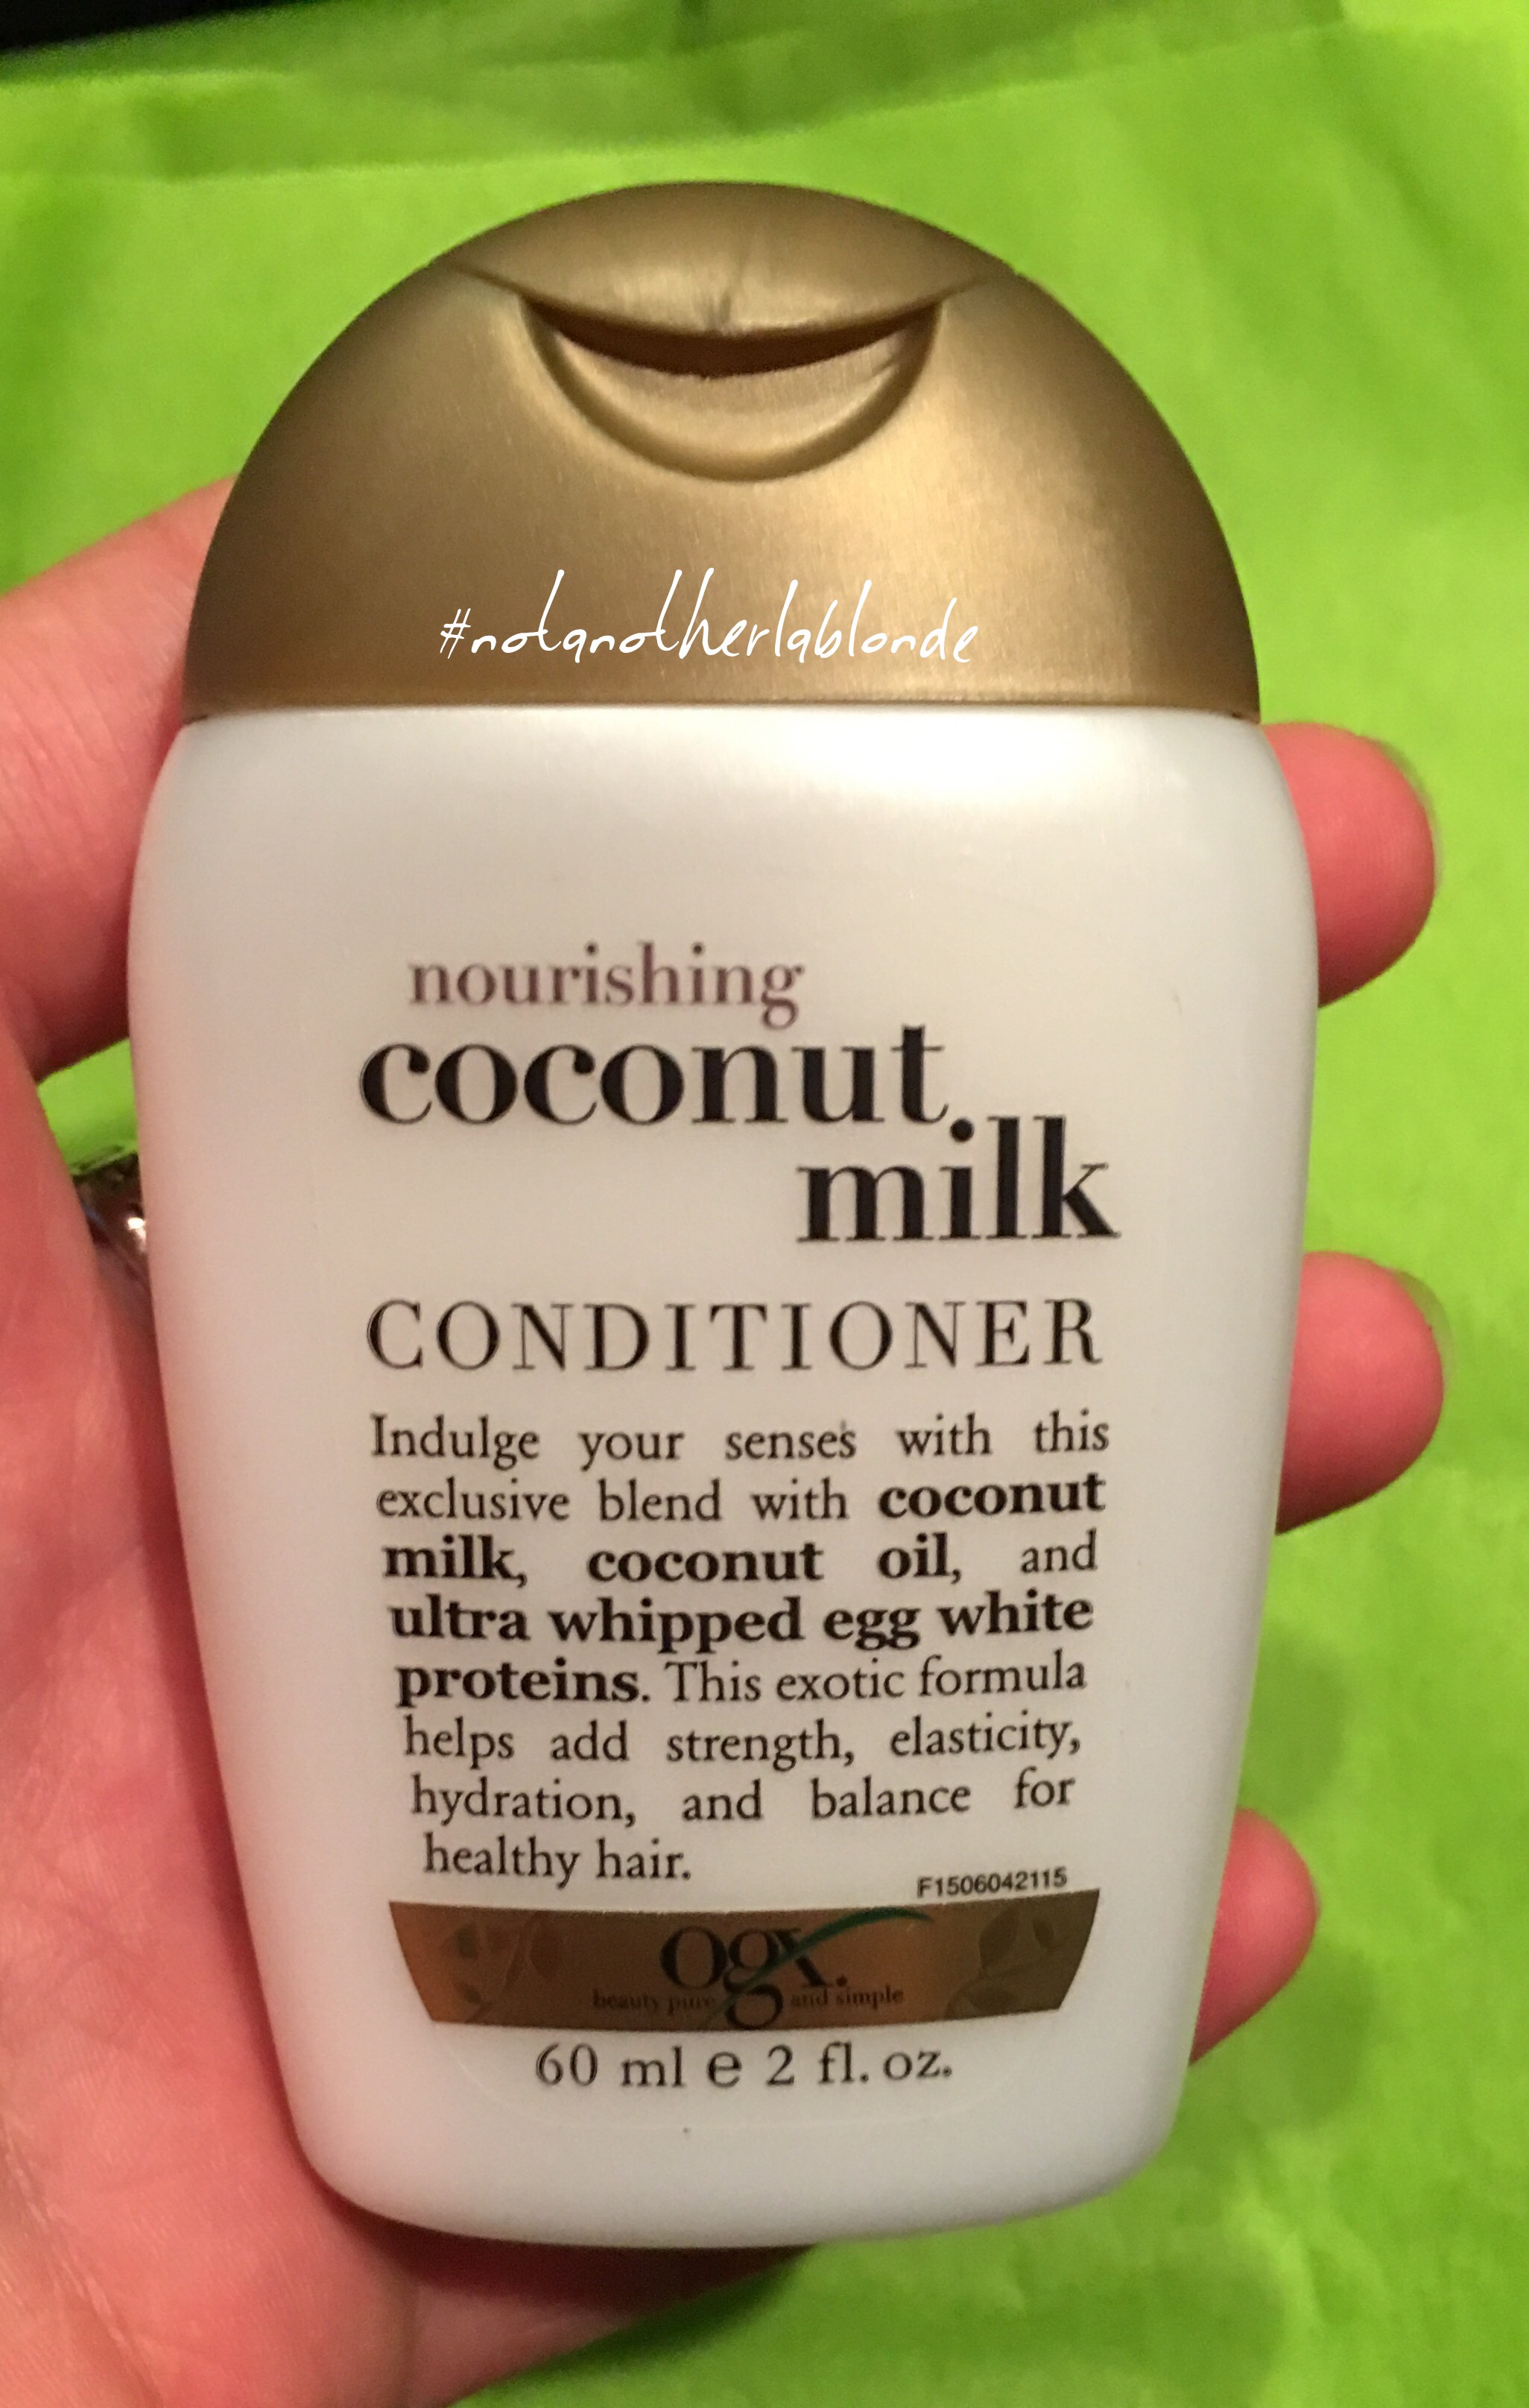 #notanotherlablonde
nourishing
coconut
milk
CONDITIONER
Indulge your senses with this
exclusive blend with coconut
milk, coconut oil, and
ultra whipped egg white
proteins. This exotic formula
helps add strength, elasticity,
hydration, and balance for
healthy hair.
F1506042115
ogx.
beauty pure and simple
60 ml e 2 fl. oz.